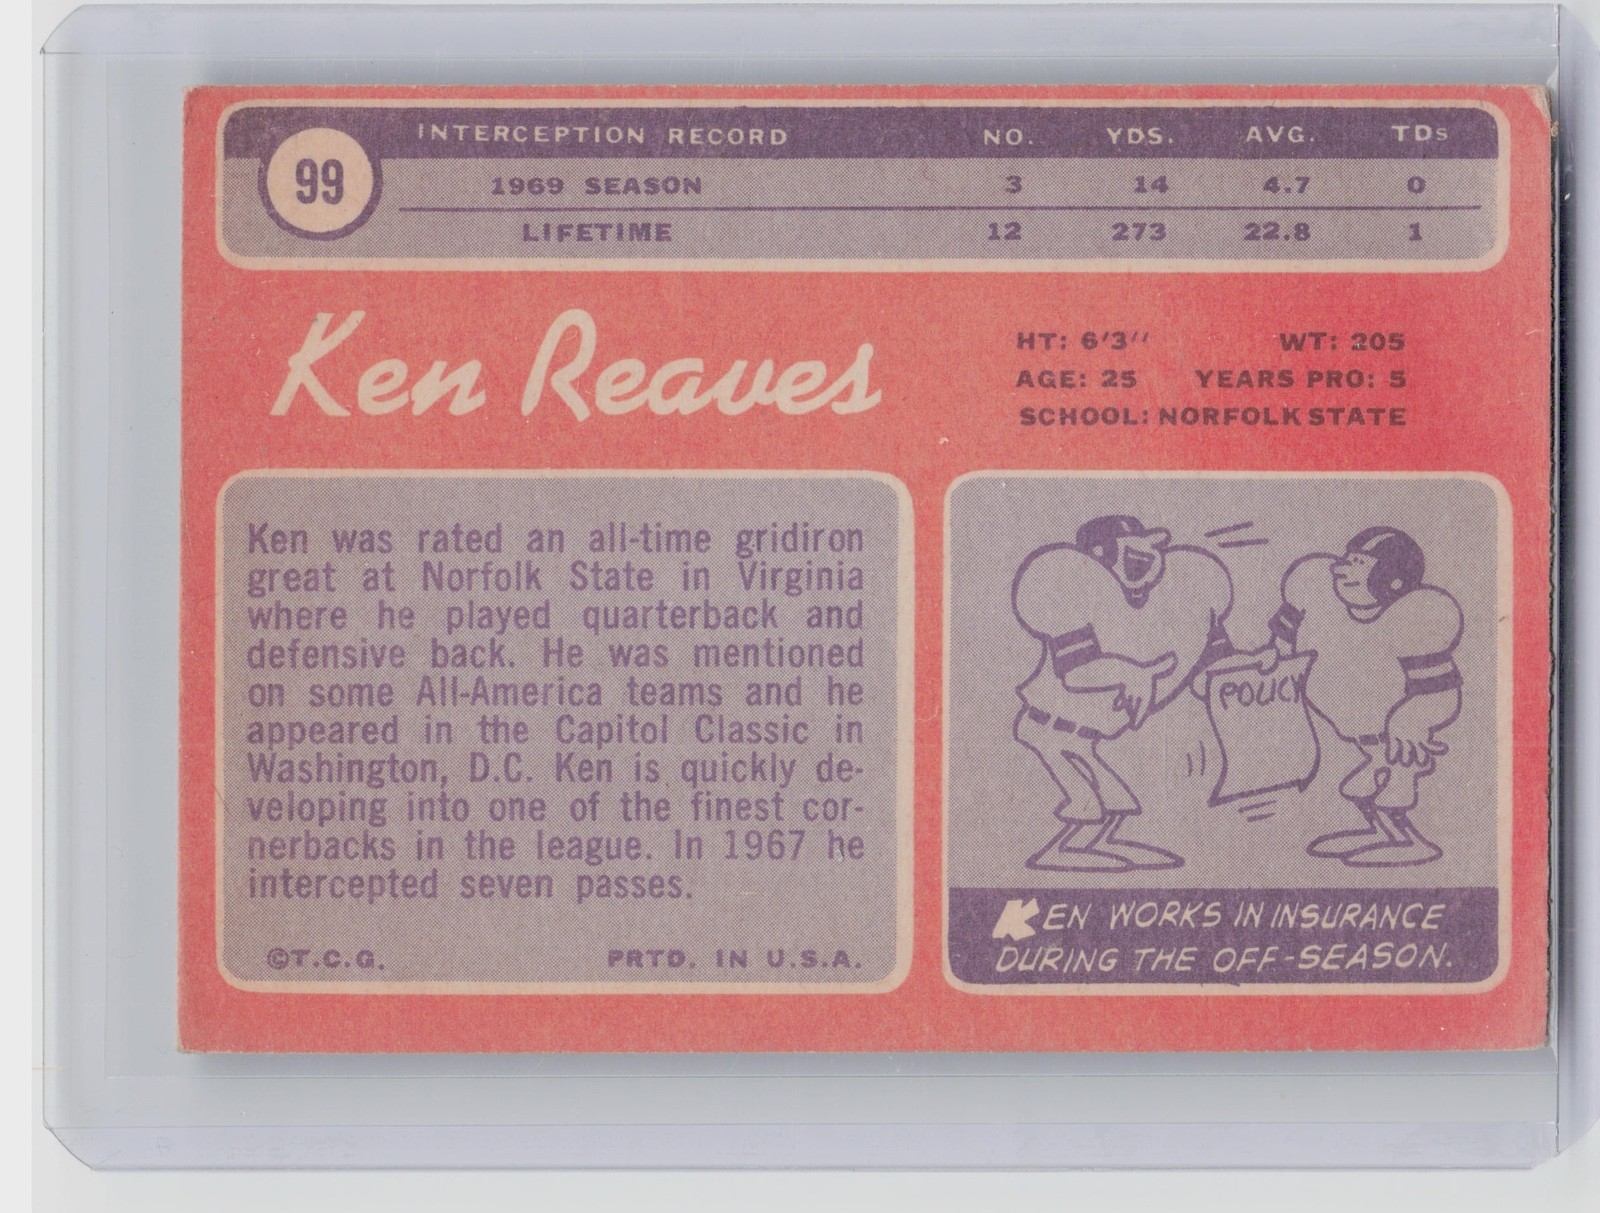 99
INTERCEPTION RECORD NO. YDS. AVG. TDs
1969 SEASON 3 14 4.7 0
LIFETIME 12 273 22.8 1
Ken Reaves
HT: 6'3'' WT: 205
AGE: 25 YEARS PRO: 5
SCHOOL: NORFOLK STATE
Ken was rated an all-time gridiron
great at Norfolk State in Virginia
where he played quarterback and
defensive back. He was mentioned
on some All-America teams and he
appeared in the Capitol Classic in
Washington, D.C. Ken is quickly de-
veloping into one of the finest cor-
nerbacks in the league. In 1967 he
intercepted seven passes.
©T.C.G. PRTD. IN U.S.A.
POLICY
KEN WORKS IN INSURANCE
DURING THE OFF-SEASON.